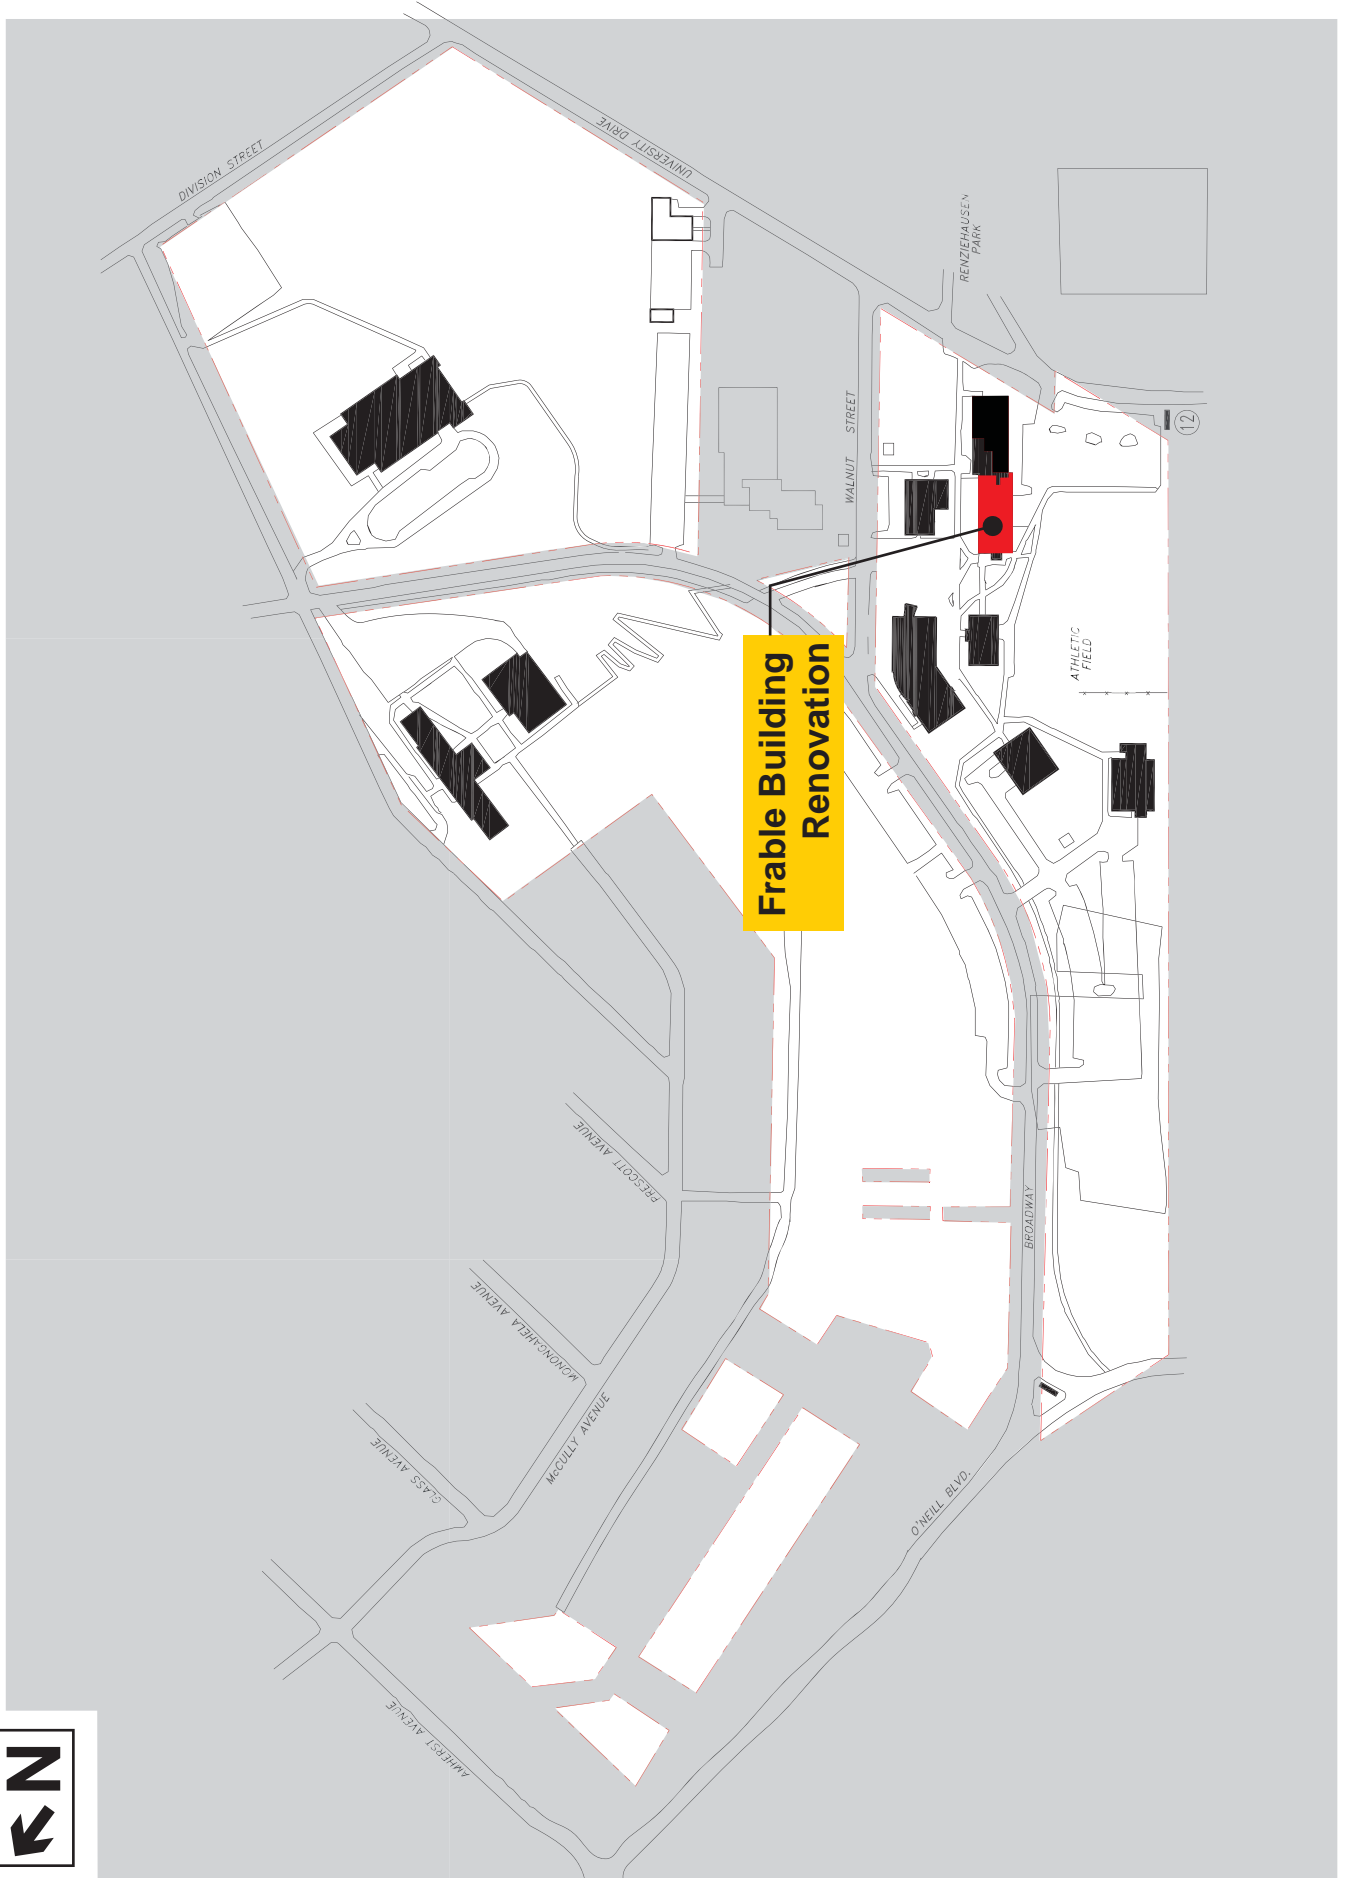 DIVISION STREET
UNIVERSITY DRIVE
RENZIEHAUSEN
PARK
WALNUT STREET
12
ATHLETIC
FIELD
Frable Building
Renovation
PRESCOTT AVENUE
MONONGAHELA AVENUE
BROADWAY
GLASS AVENUE
McCULLY AVENUE
O'NEILL BLVD.
AMHERST AVENUE
N